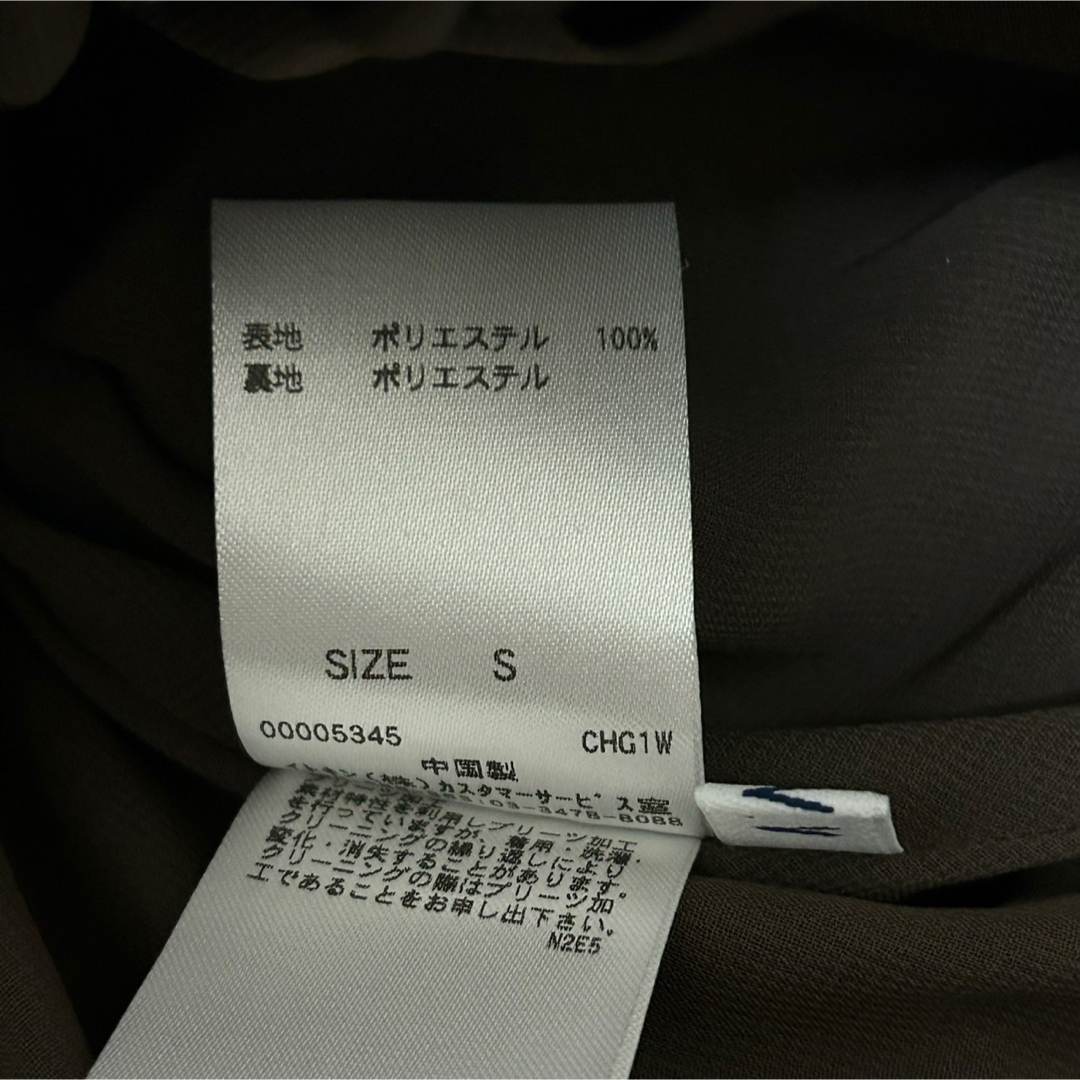 表地 ポリエステル 100%
裏地 ポリエステル
SIZE S
00005345 CHG1W
中国製
(株)カスタマーサービス室
03-3478-8088
素材特性を利用しプリーツ加工
を行っていますが、着用・洗濯・
クリーニングの繰り返しにより
変化・消失することがあります。
クリーニングの際はプリーツ加
工であることをお申し出下さい。
N2E5